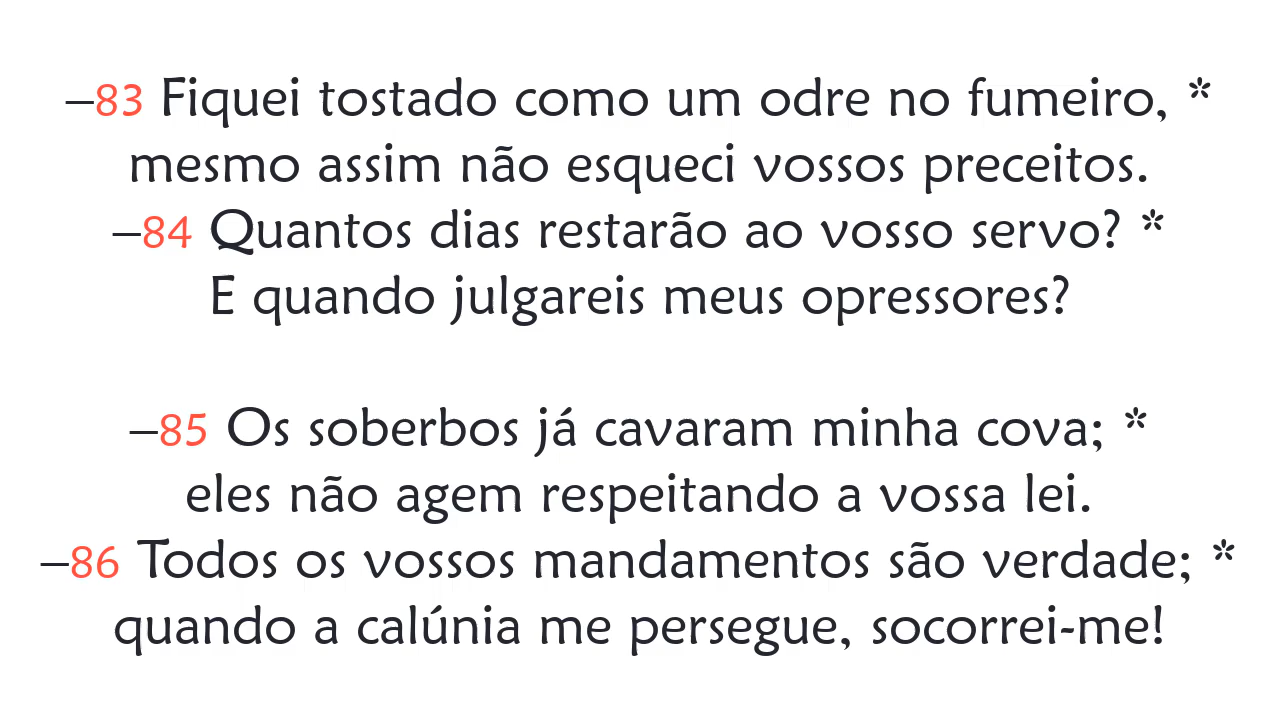 –83 Fiquei tostado como um odre no fumeiro, *
mesmo assim não esqueci vossos preceitos.
–84 Quantos dias restarão ao vosso servo? *
E quando julgareis meus opressores?
–85 Os soberbos já cavaram minha cova; *
eles não agem respeitando a vossa lei.
–86 Todos os vossos mandamentos são verdade; *
quando a calúnia me persegue, socorrei-me!